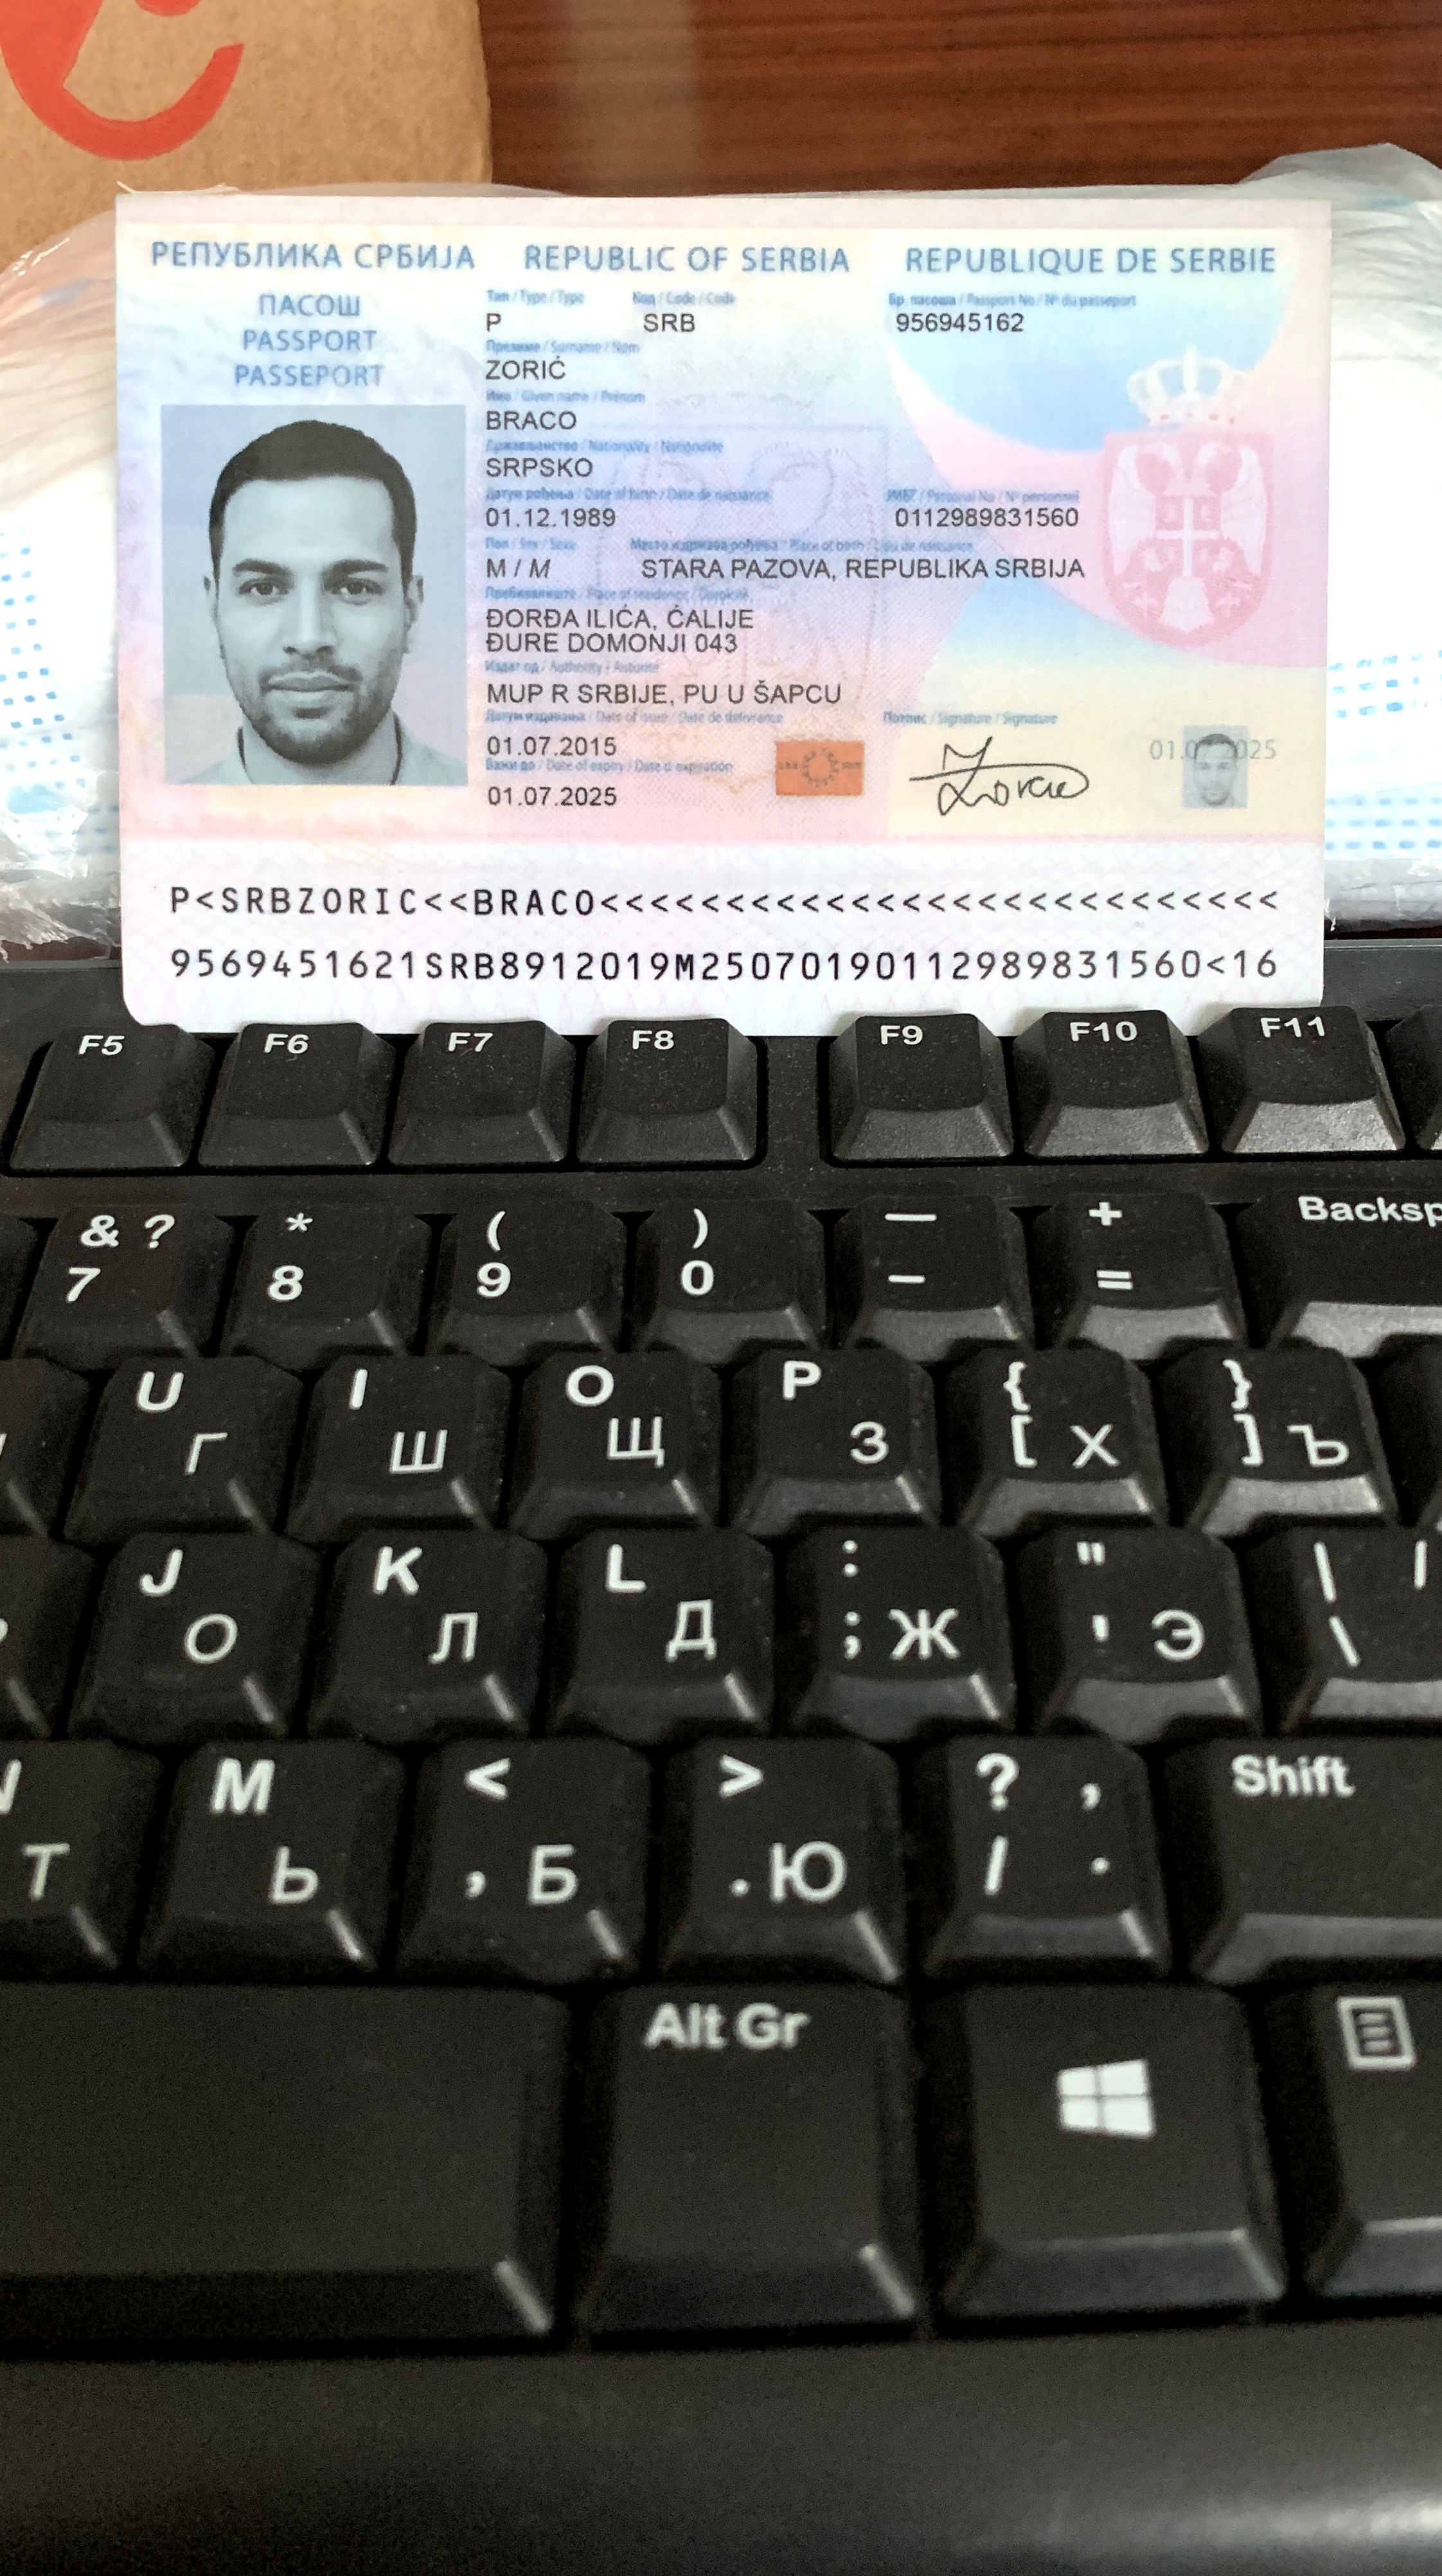 РЕПУБЛИКА СРБИЈА REPUBLIC OF SERBIA REPUBLIQUE DE SERBIE
ПАСОШ
PASSPORT
PASSEPORT
Тип / Type / Type Код / Code / Code Бр. пасоша / Passport No / Nº du passeport
P SRB 956945162
Презиме / Surname / Nom
ZORIĆ
Име / Given name / Prénom
BRACO
Држављанство / Nationality / Nationalité
SRPSKO
Датум рођења / Date of birth / Date de naissance ЈМБГ / Personal No / Nº personnel
01.12.1989 0112989831560
Пол / Sex / Sexe Место и држава рођења / Place of birth / Lieu de naissance
M / M STARA PAZOVA, REPUBLIKA SRBIJA
Пребивалиште / Place of residence / Domicile
ĐORĐA ILIĆA, ĆALIJE
ĐURE DOMONJI 043
Издат од / Authority / Autorité
MUP R SRBIJE, PU U ŠAPCU
Датум издавања / Date of issue / Date de délivrance Потпис / Signature / Signature
01.07.2015
Важи до / Date of expiry / Date d expiration
01.07.2025
01.07.2025
P<SRBZORIC<<BRACO<<<<<<<<<<<<<<<<<<<<<<<<<<<
9569451621SRB8912019M25070190112989831560<16
F5 F6 F7 F8 F9 F10 F11
& ? * ( ) — +
7 8 9 0 - = Backsp
U I O P { }
Г Ш Щ З [ Х ] Ъ
J K L : " | /
О Л Д ; Ж ' Э \
M < > ? , Shift
Т Ь , Б . Ю / .
Alt Gr